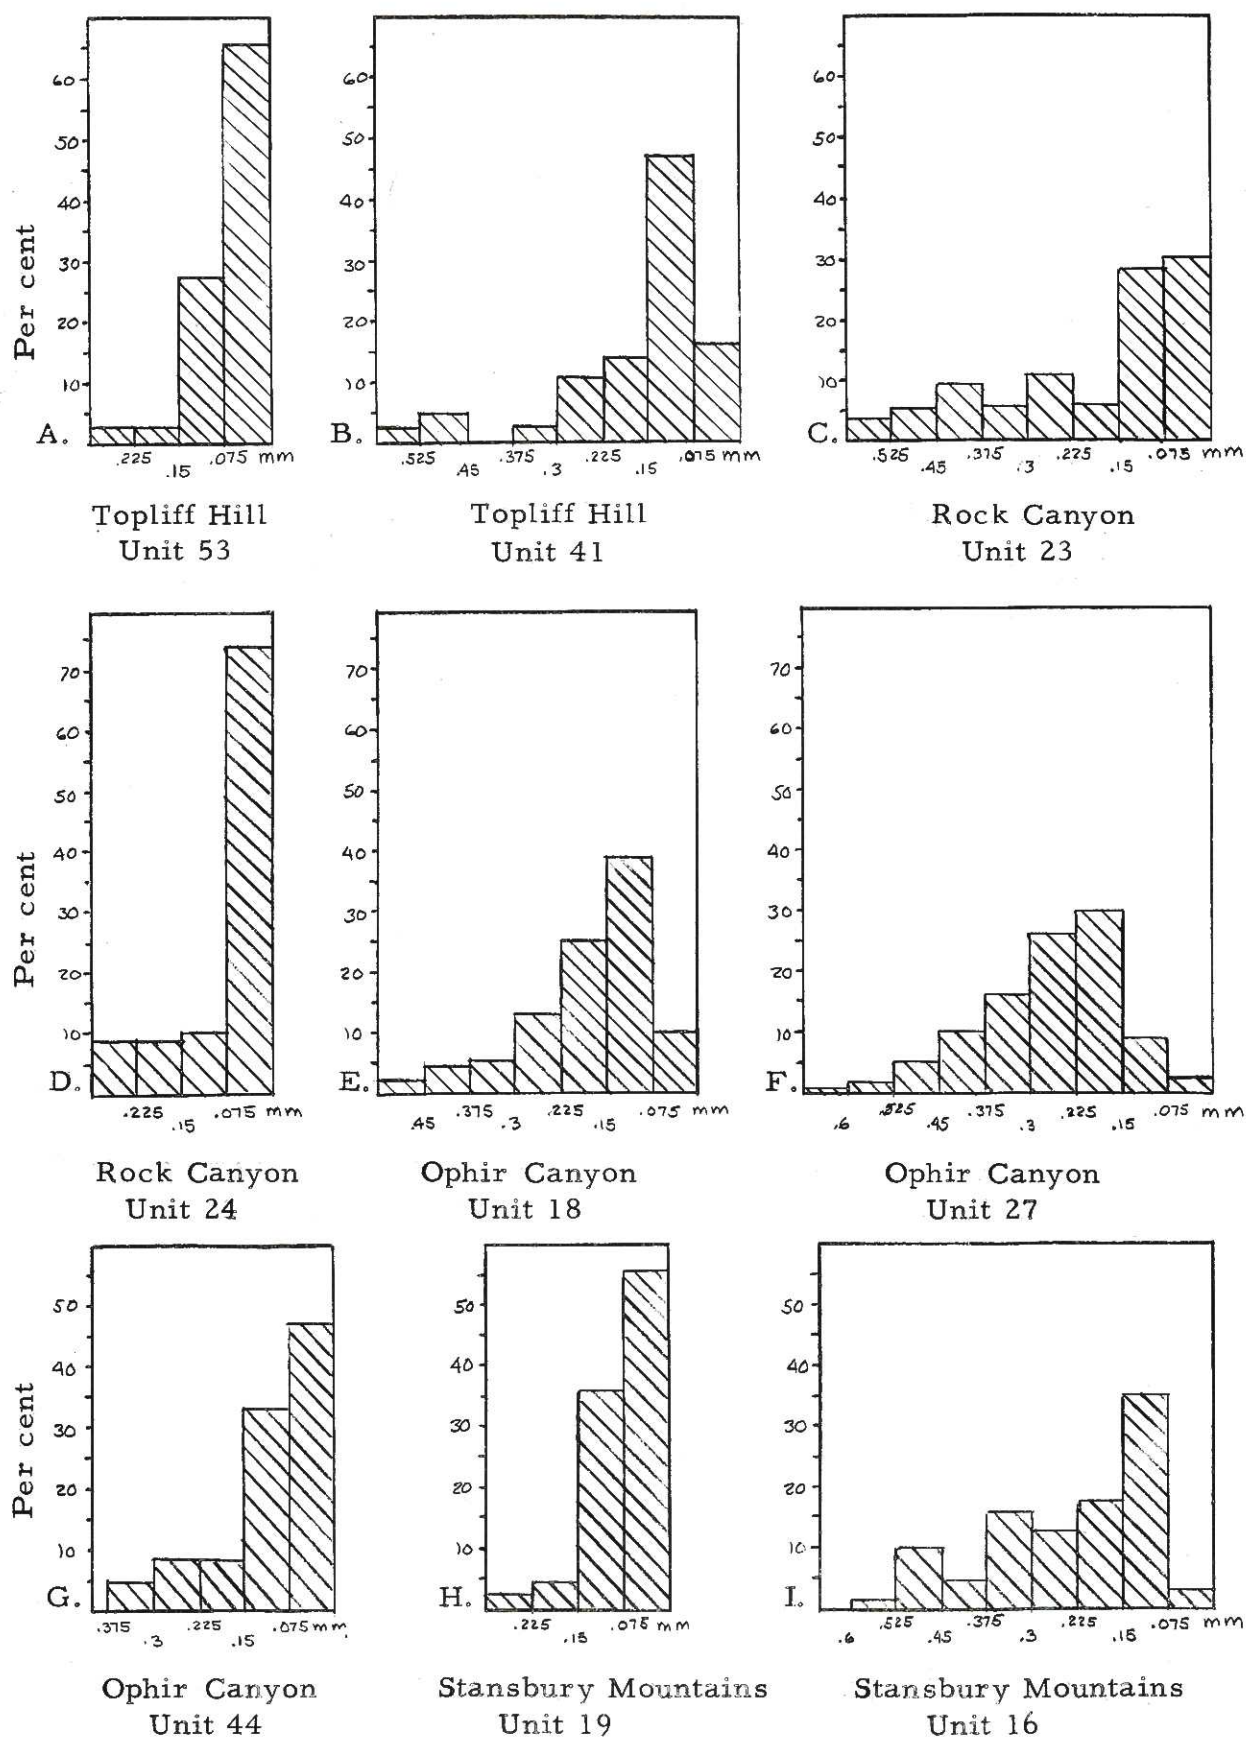 60
50
40
30
20
10
Per cent
A.
.225 .075 mm
.15
Topliff Hill
Unit 53
60
50
40
30
20
10
B.
.525 .375 .225 .075 mm
.45 .3 .15
Topliff Hill
Unit 41
60
50
40
30
20
10
C.
.525 .375 .225 .075 mm
.45 .3 .15
Rock Canyon
Unit 23
70
60
50
40
30
20
10
Per cent
D.
.225 .075 mm
.15
Rock Canyon
Unit 24
70
60
50
40
30
20
10
E.
.375 .225 .075 mm
.45 .3 .15
Ophir Canyon
Unit 18
70
60
50
40
30
20
10
F.
.525 .375 .225 .075 mm
.6 .45 .3 .15
Ophir Canyon
Unit 27
50
40
30
20
10
Per cent
G.
.375 .225 .075 mm
.3 .15
Ophir Canyon
Unit 44
50
40
30
20
10
H.
.225 .075 mm
.15
Stansbury Mountains
Unit 19
50
40
30
20
10
I.
.525 .375 .225 .075 mm
.6 .45 .3 .15
Stansbury Mountains
Unit 16